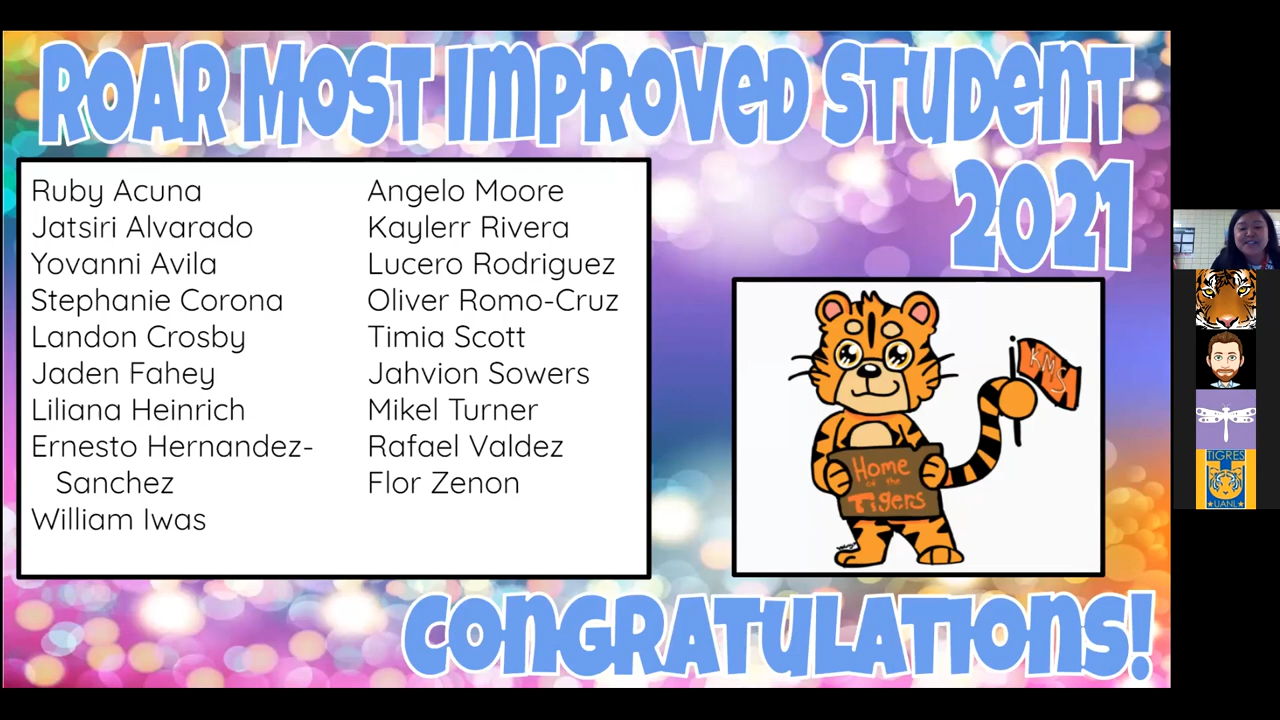 ROAR MOST IMPROVED STUDENT
2021
Ruby Acuna
Jatsiri Alvarado
Yovanni Avila
Stephanie Corona
Landon Crosby
Jaden Fahey
Liliana Heinrich
Ernesto Hernandez-
Sanchez
William Iwas
Angelo Moore
Kaylerr Rivera
Lucero Rodriguez
Oliver Romo-Cruz
Timia Scott
Jahvion Sowers
Mikel Turner
Rafael Valdez
Flor Zenon
KMS
Home
of the
Tigers
CONGRATULATIONS!
TIGRES
UANL